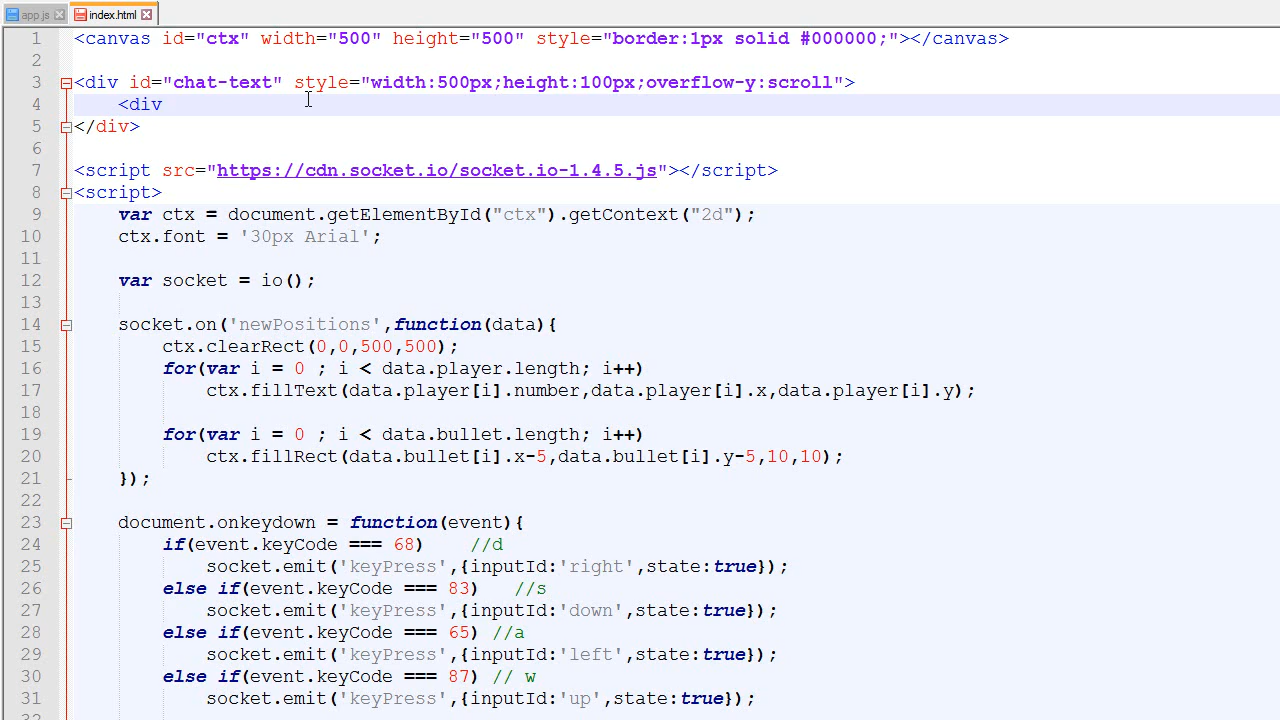 app.js index.html
1 <canvas id="ctx" width="500" height="500" style="border:1px solid #000000;"></canvas>
2
3 <div id="chat-text" style="width:500px;height:100px;overflow-y:scroll">
4 <div
5 </div>
6
7 <script src="https://cdn.socket.io/socket.io-1.4.5.js"></script>
8 <script>
9 var ctx = document.getElementById("ctx").getContext("2d");
10 ctx.font = '30px Arial';
11
12 var socket = io();
13
14 socket.on('newPositions',function(data){
15 ctx.clearRect(0,0,500,500);
16 for(var i = 0 ; i < data.player.length; i++)
17 ctx.fillText(data.player[i].number,data.player[i].x,data.player[i].y);
18
19 for(var i = 0 ; i < data.bullet.length; i++)
20 ctx.fillRect(data.bullet[i].x-5,data.bullet[i].y-5,10,10);
21 });
22
23 document.onkeydown = function(event){
24 if(event.keyCode === 68) //d
25 socket.emit('keyPress',{inputId:'right',state:true});
26 else if(event.keyCode === 83) //s
27 socket.emit('keyPress',{inputId:'down',state:true});
28 else if(event.keyCode === 65) //a
29 socket.emit('keyPress',{inputId:'left',state:true});
30 else if(event.keyCode === 87) // w
31 socket.emit('keyPress',{inputId:'up',state:true});